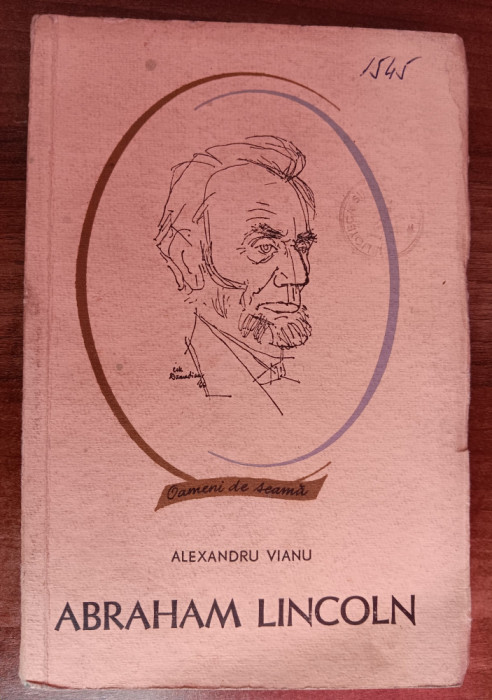 1545
Oameni de seamă
ALEXANDRU VIANU
ABRAHAM LINCOLN